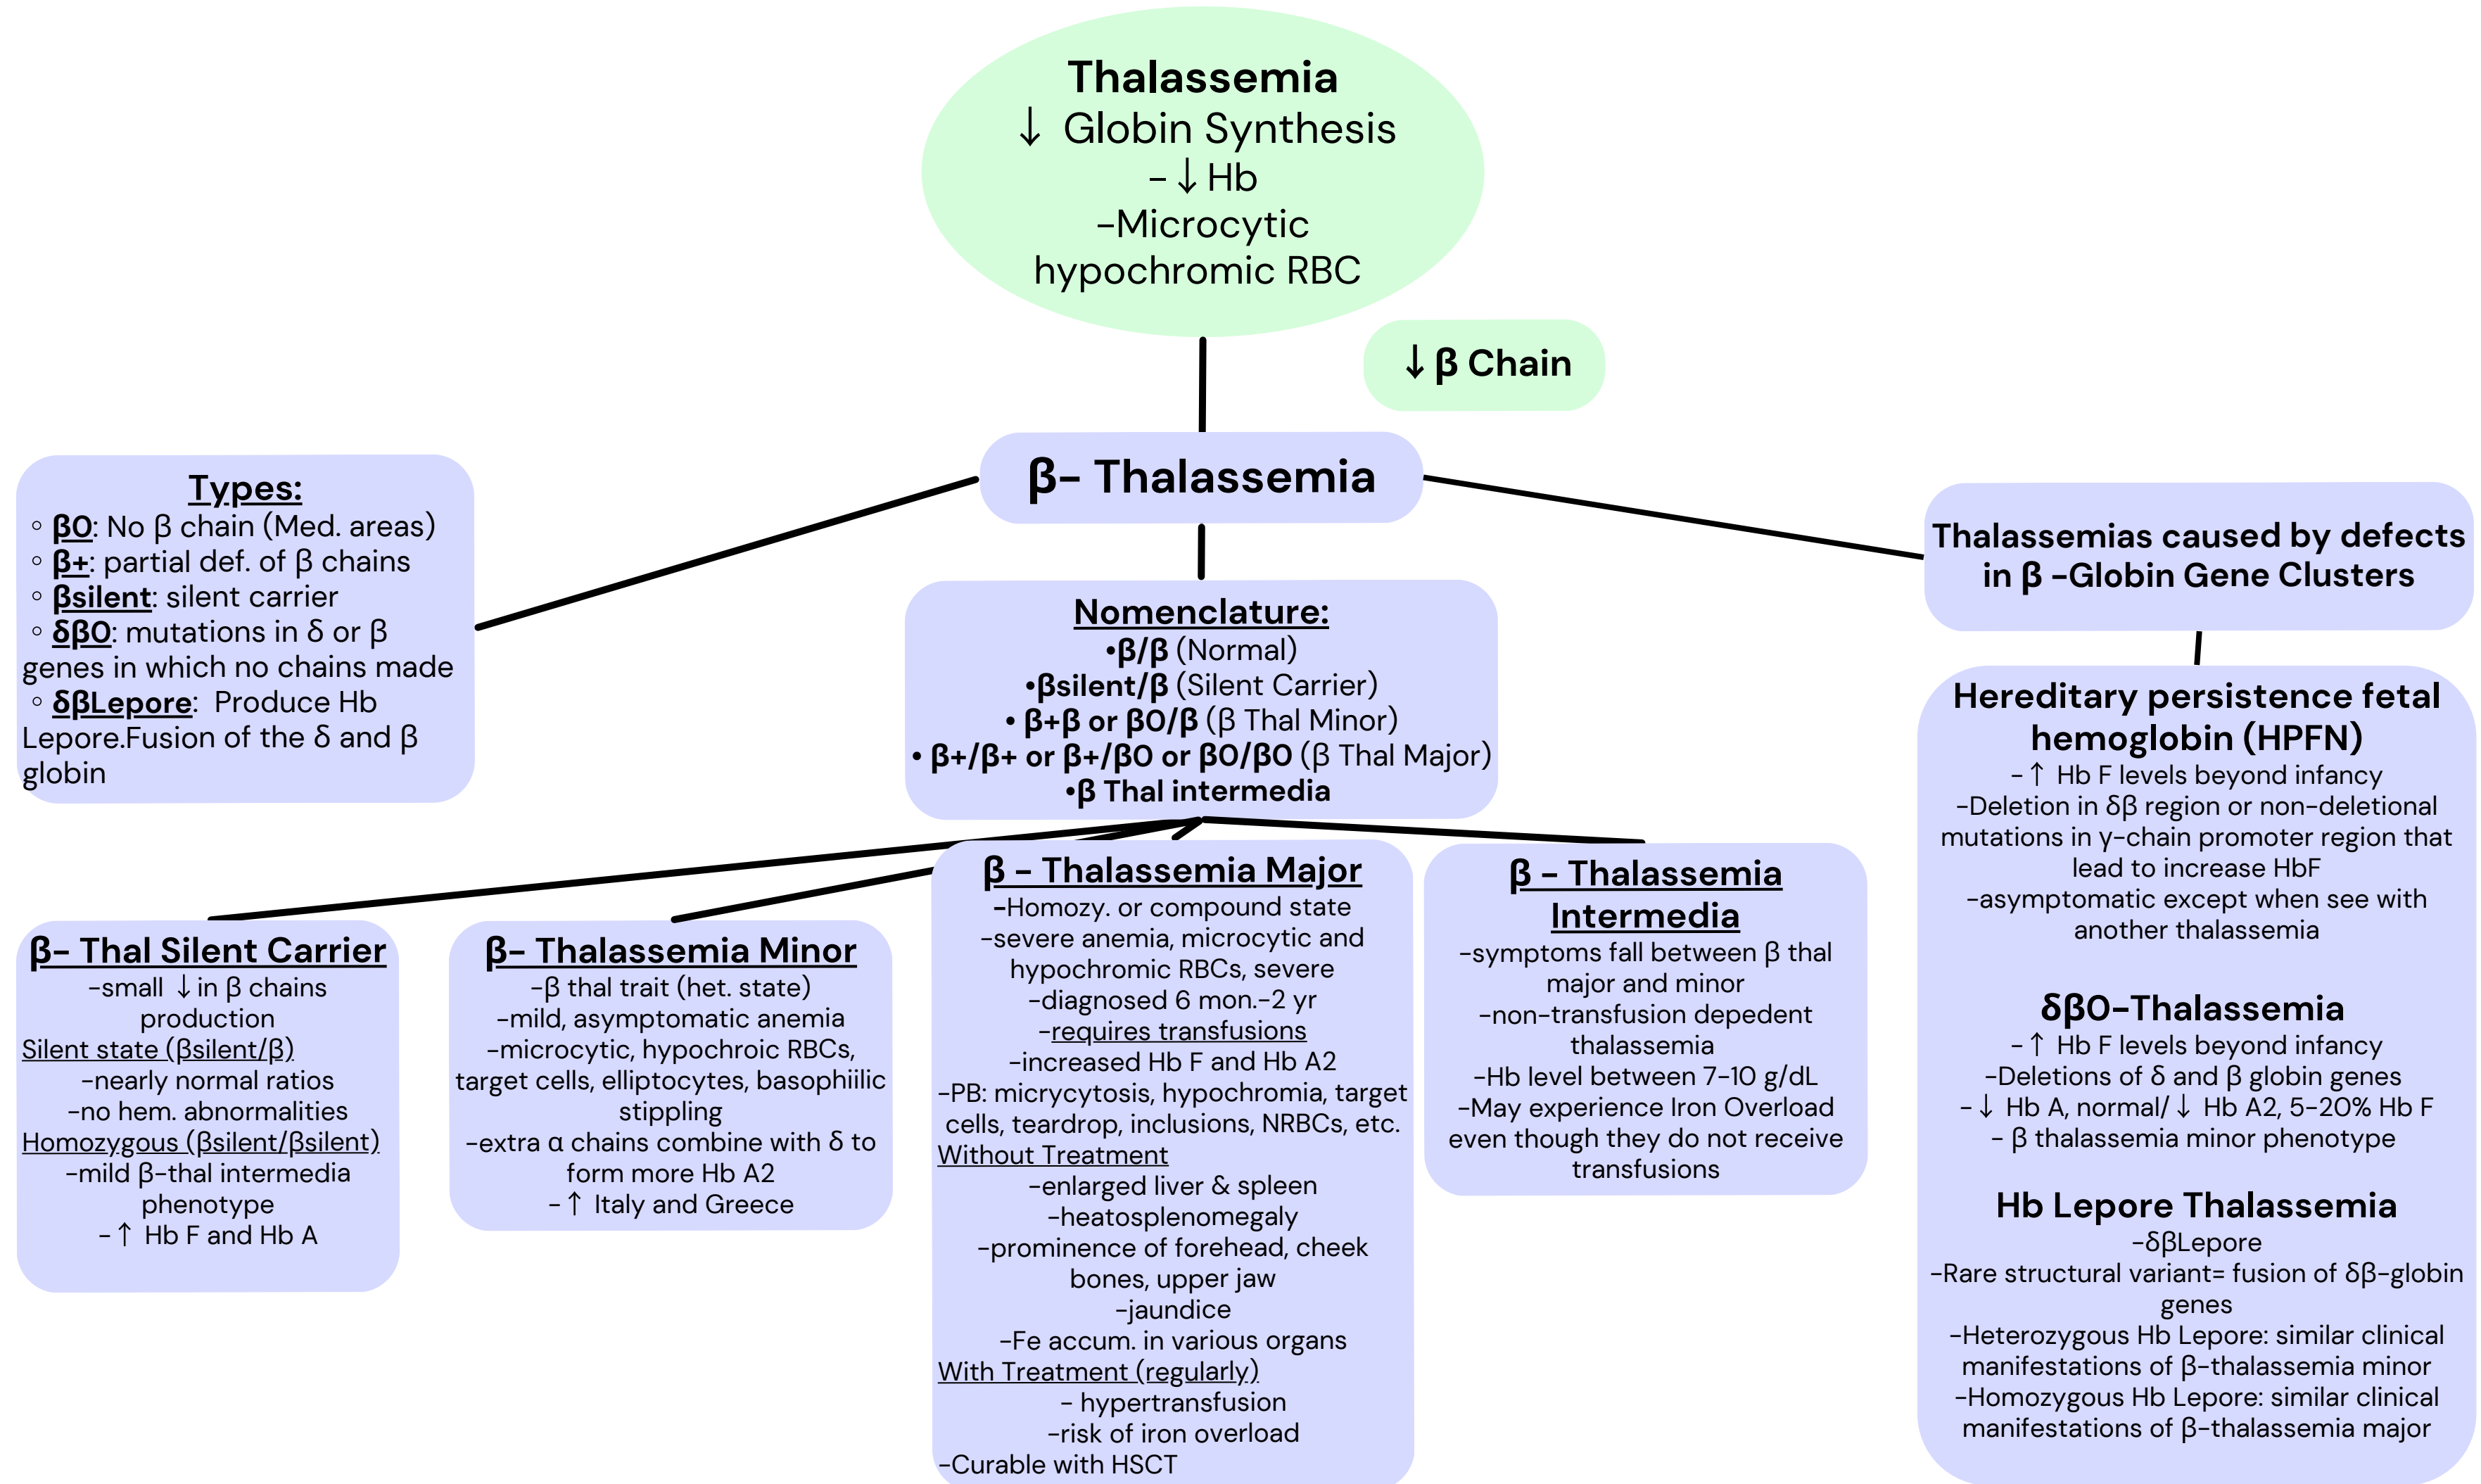 Thalassemia
↓ Globin Synthesis
- ↓ Hb
-Microcytic
hypochromic RBC
↓ β Chain
β- Thalassemia
Types:
◦ β0: No β chain (Med. areas)
◦ β+: partial def. of β chains
◦ βsilent: silent carrier
◦ δβ0: mutations in δ or β
genes in which no chains made
◦ δβLepore: Produce Hb
Lepore.Fusion of the δ and β
globin
Nomenclature:
•β/β (Normal)
•βsilent/β (Silent Carrier)
• β+β or β0/β (β Thal Minor)
• β+/β+ or β+/β0 or β0/β0 (β Thal Major)
•β Thal intermedia
Thalassemias caused by defects
in β -Globin Gene Clusters
β- Thal Silent Carrier
-small ↓ in β chains
production
Silent state (βsilent/β)
-nearly normal ratios
-no hem. abnormalities
Homozygous (βsilent/βsilent)
-mild β-thal intermedia
phenotype
- ↑ Hb F and Hb A
β- Thalassemia Minor
-β thal trait (het. state)
-mild, asymptomatic anemia
-microcytic, hypochroic RBCs,
target cells, elliptocytes, basophiilic
stippling
-extra α chains combine with δ to
form more Hb A2
- ↑ Italy and Greece
β - Thalassemia Major
-Homozy. or compound state
-severe anemia, microcytic and
hypochromic RBCs, severe
-diagnosed 6 mon.-2 yr
-requires transfusions
-increased Hb F and Hb A2
-PB: micrycytosis, hypochromia, target
cells, teardrop, inclusions, NRBCs, etc.
Without Treatment
-enlarged liver & spleen
-heatosplenomegaly
-prominence of forehead, cheek
bones, upper jaw
-jaundice
-Fe accum. in various organs
With Treatment (regularly)
- hypertransfusion
-risk of iron overload
-Curable with HSCT
β - Thalassemia
Intermedia
-symptoms fall between β thal
major and minor
-non-transfusion depedent
thalassemia
-Hb level between 7-10 g/dL
-May experience Iron Overload
even though they do not receive
transfusions
Hereditary persistence fetal
hemoglobin (HPFN)
- ↑ Hb F levels beyond infancy
-Deletion in δβ region or non-deletional
mutations in γ-chain promoter region that
lead to increase HbF
-asymptomatic except when see with
another thalassemia
δβ0-Thalassemia
- ↑ Hb F levels beyond infancy
-Deletions of δ and β globin genes
- ↓ Hb A, normal/ ↓ Hb A2, 5-20% Hb F
- β thalassemia minor phenotype
Hb Lepore Thalassemia
-δβLepore
-Rare structural variant= fusion of δβ-globin
genes
-Heterozygous Hb Lepore: similar clinical
manifestations of β-thalassemia minor
-Homozygous Hb Lepore: similar clinical
manifestations of β-thalassemia major